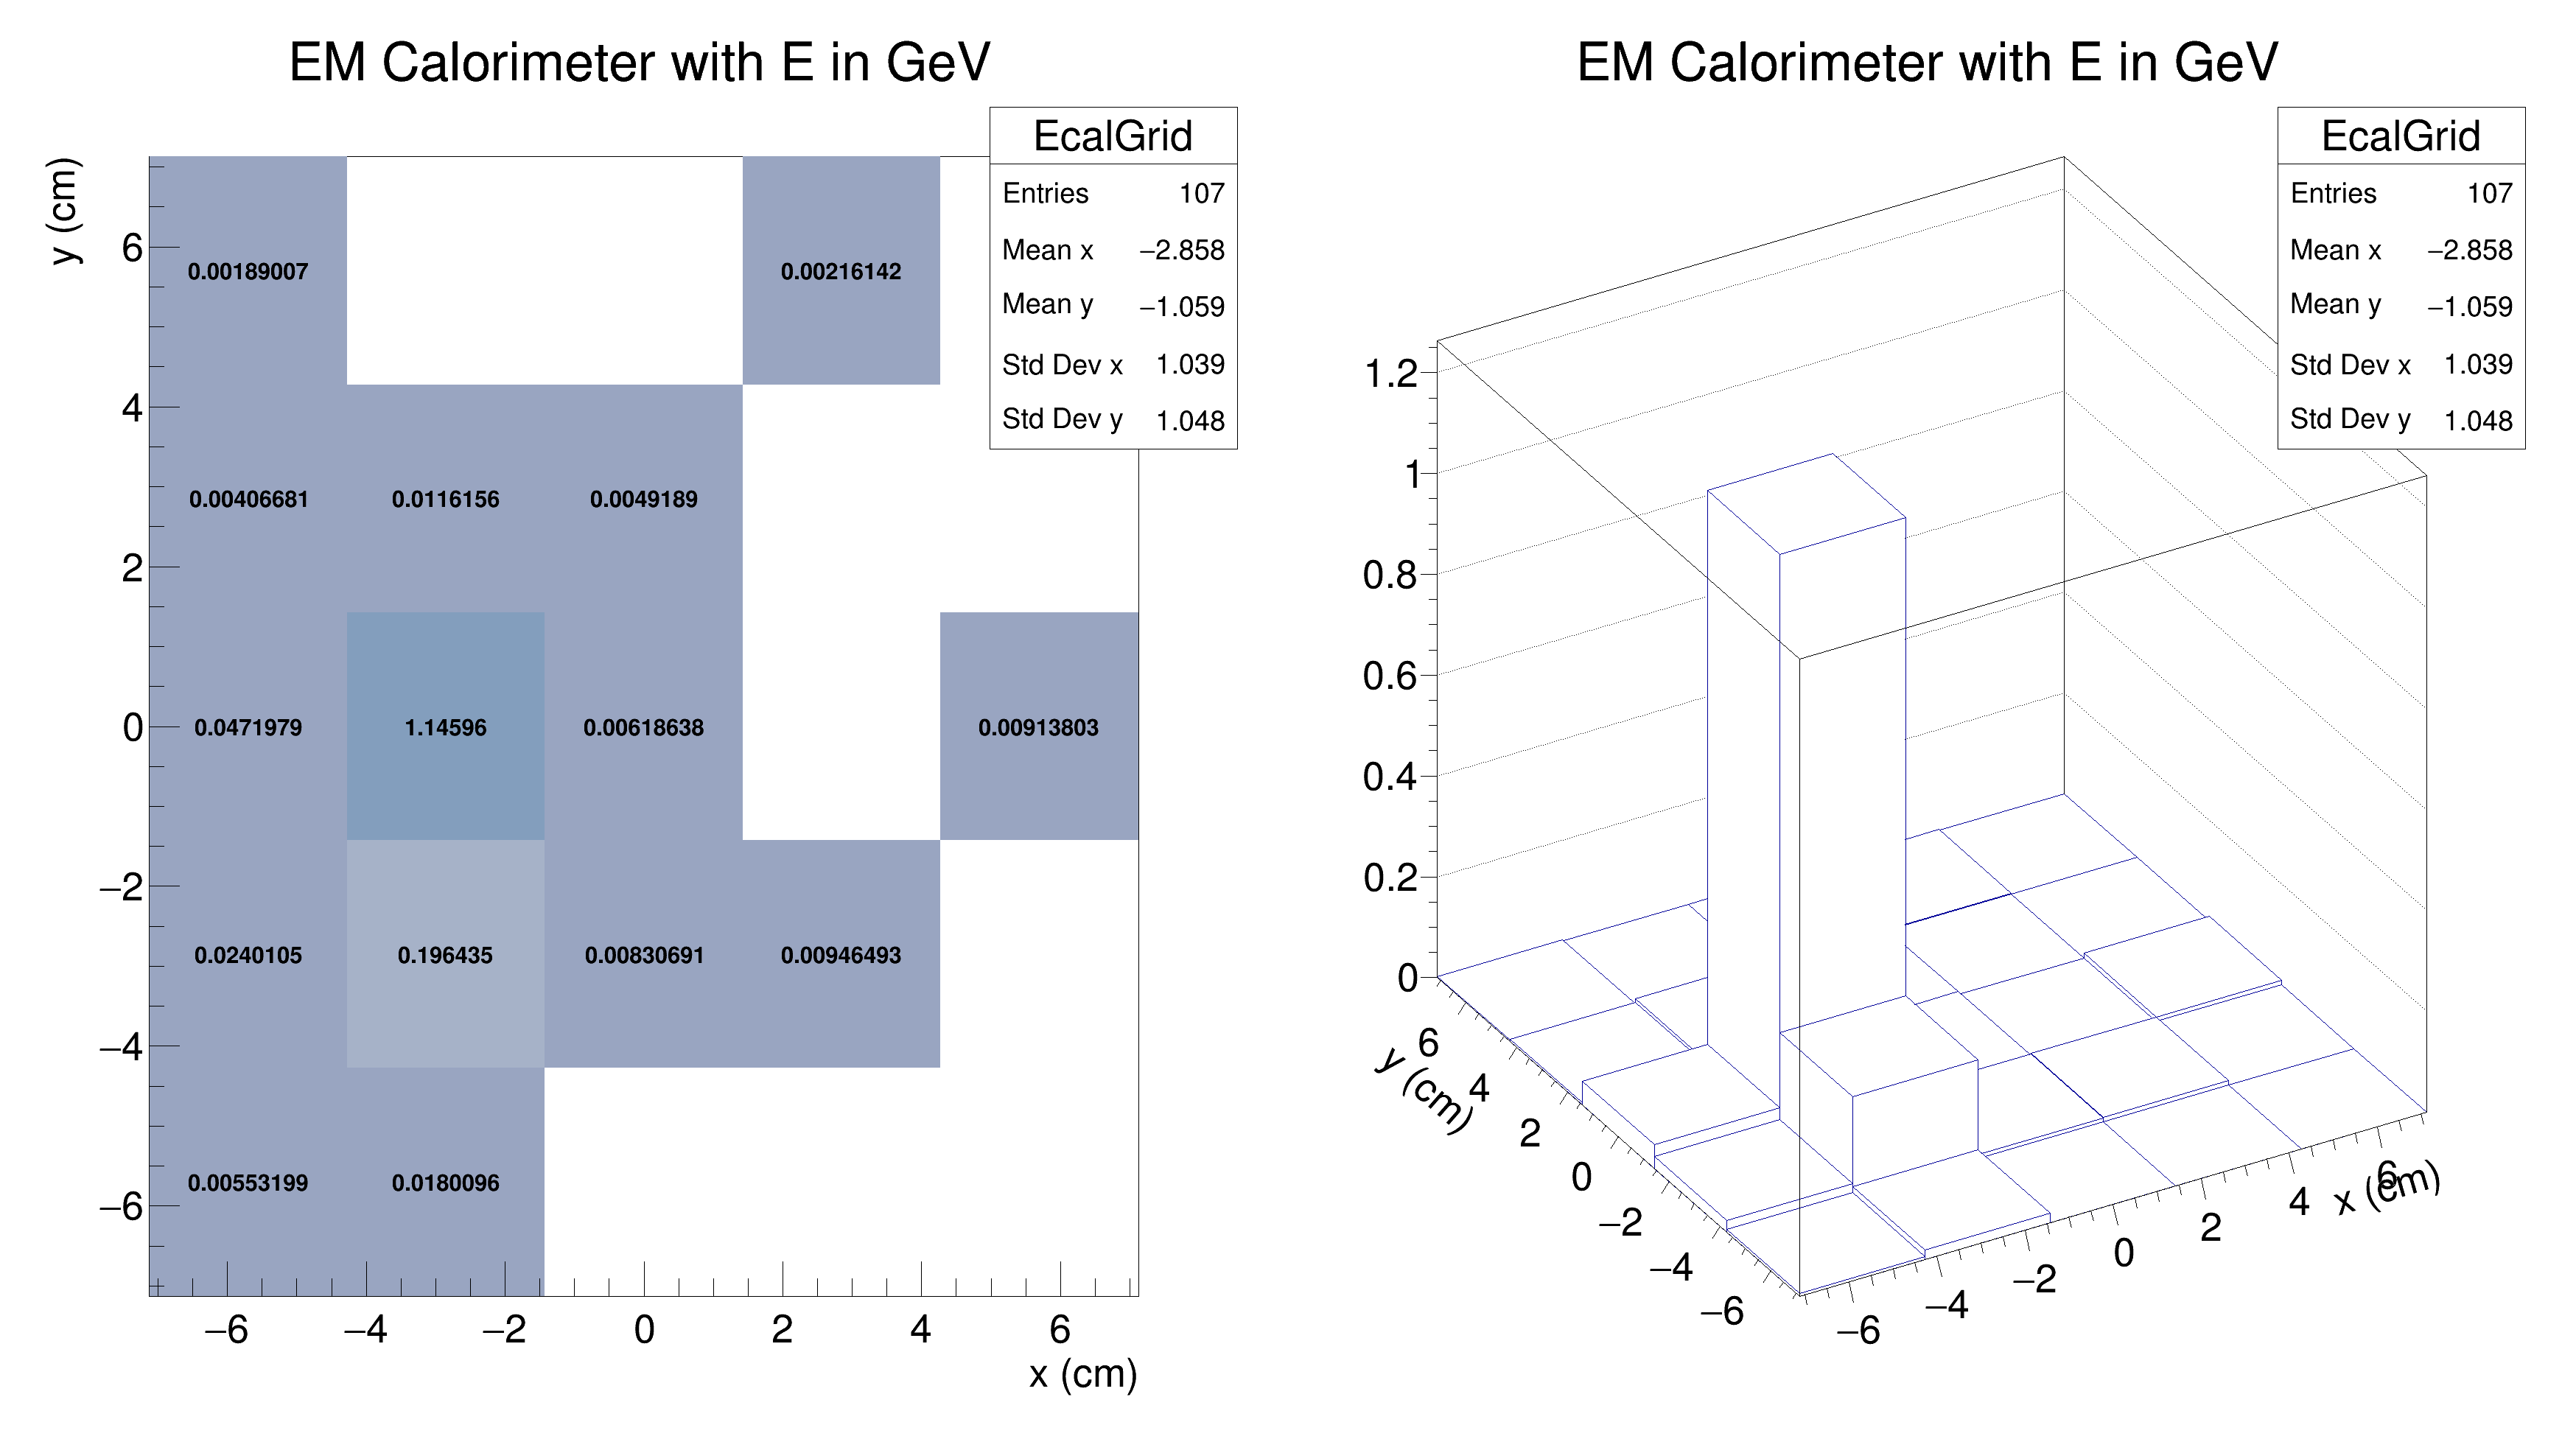 EM Calorimeter with E in GeV
EcalGrid
Entries 107
Mean x −2.858
Mean y −1.059
Std Dev x 1.039
Std Dev y 1.048
y (cm)
6
4
2
0
−2
−4
−6
0.00189007 0.00216142
0.00406681 0.0116156 0.0049189
0.0471979 1.14596 0.00618638 0.00913803
0.0240105 0.196435 0.00830691 0.00946493
0.00553199 0.0180096
−6 −4 −2 0 2 4 6
x (cm)
EM Calorimeter with E in GeV
EcalGrid
Entries 107
Mean x −2.858
Mean y −1.059
Std Dev x 1.039
Std Dev y 1.048
1.2
1
0.8
0.6
0.4
0.2
0
y (cm)
6
4
2
0
−2
−4
−6
−6 −4 −2 0 2 4 6
x (cm)